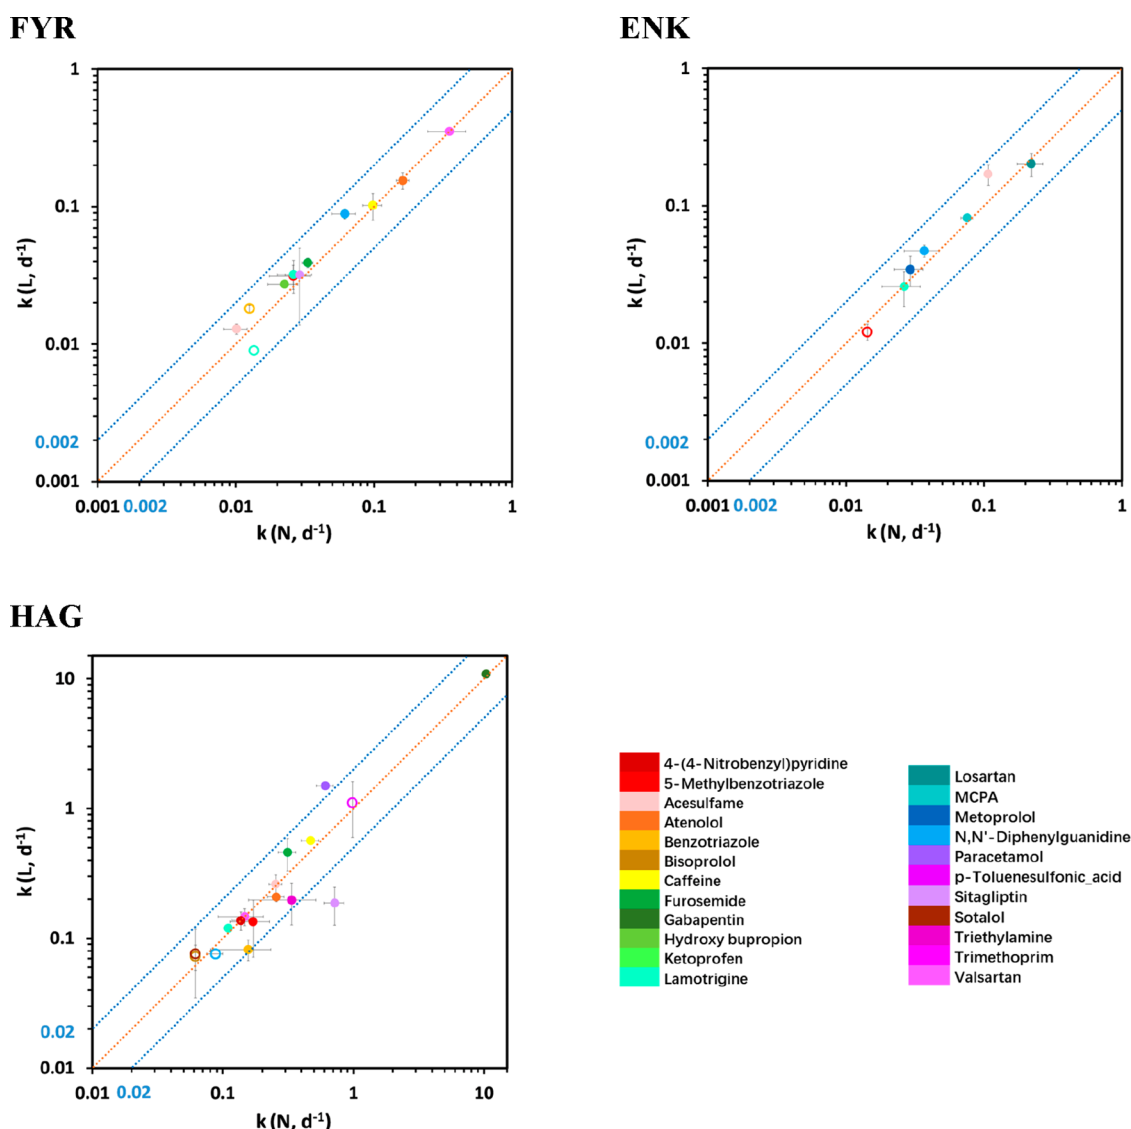 FYR
1
0.1
0.01
0.002
0.001
k (L, d⁻¹)
0.001 0.002 0.01 0.1 1
k (N, d⁻¹)
ENK
1
0.1
0.01
0.002
0.001
k (L, d⁻¹)
0.001 0.002 0.01 0.1 1
k (N, d⁻¹)
HAG
10
1
0.1
0.02
0.01
k (L, d⁻¹)
0.01 0.02 0.1 1 10
k (N, d⁻¹)
4-(4-Nitrobenzyl)pyridine
5-Methylbenzotriazole
Acesulfame
Atenolol
Benzotriazole
Bisoprolol
Caffeine
Furosemide
Gabapentin
Hydroxy bupropion
Ketoprofen
Lamotrigine
Losartan
MCPA
Metoprolol
N,N'-Diphenylguanidine
Paracetamol
p-Toluenesulfonic_acid
Sitagliptin
Sotalol
Triethylamine
Trimethoprim
Valsartan